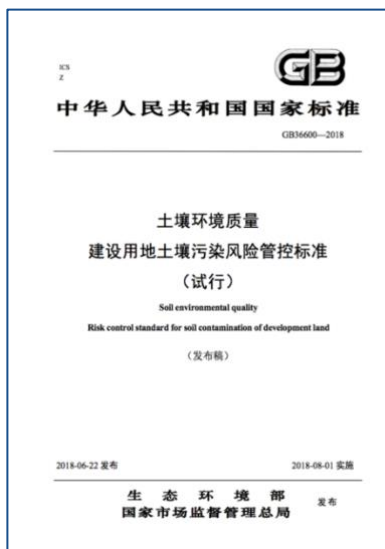 ICS
Z
GB
中华人民共和国国家标准
GB36600—2018
土壤环境质量
建设用地土壤污染风险管控标准
（试行）
Soil environmental quality
Risk control standard for soil contamination of development land
（发布稿）
2018-06-22 发布
2018-08-01 实施
生态环境部
国家市场监督管理总局
发布